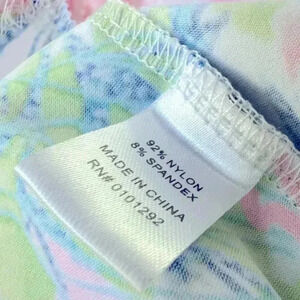 92% NYLON
8% SPANDEX
MADE IN CHINA
RN# 0101292